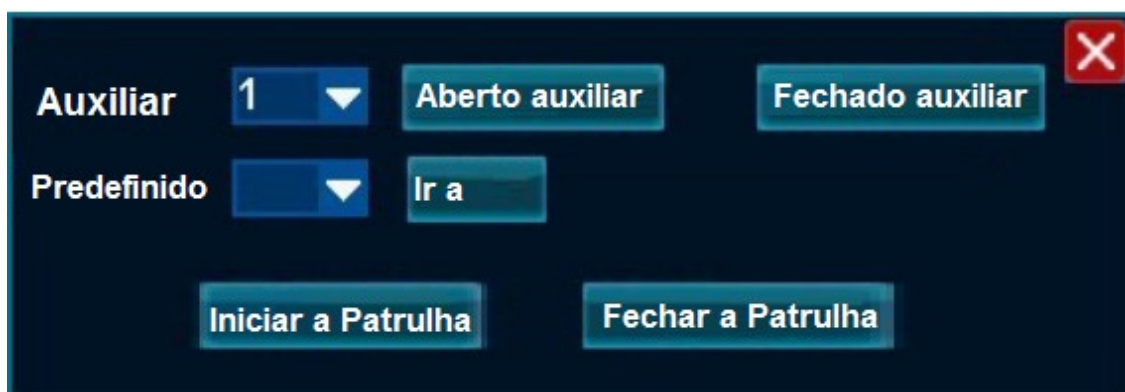 Auxiliar 1 Aberto auxiliar Fechado auxiliar
Predefinido Ir a
Iniciar a Patrulha Fechar a Patrulha